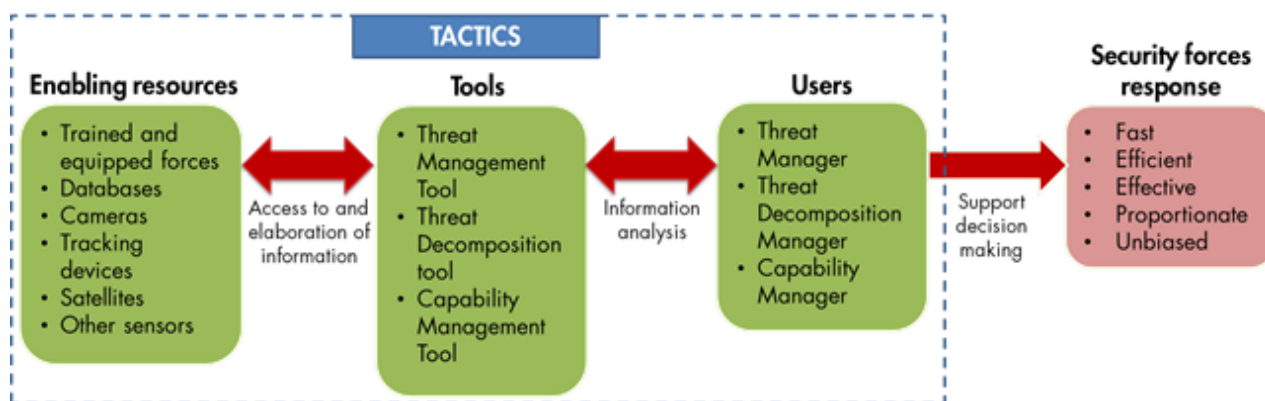 TACTICS
Enabling resources
• Trained and
equipped forces
• Databases
• Cameras
• Tracking
devices
• Satellites
• Other sensors
Access to and
elaboration of
information
Tools
• Threat
Management
Tool
• Threat
Decomposition
tool
• Capability
Management
Tool
Information
analysis
Users
• Threat
Manager
• Threat
Decomposition
Manager
• Capability
Manager
Support
decision
making
Security forces
response
• Fast
• Efficient
• Effective
• Proportionate
• Unbiased